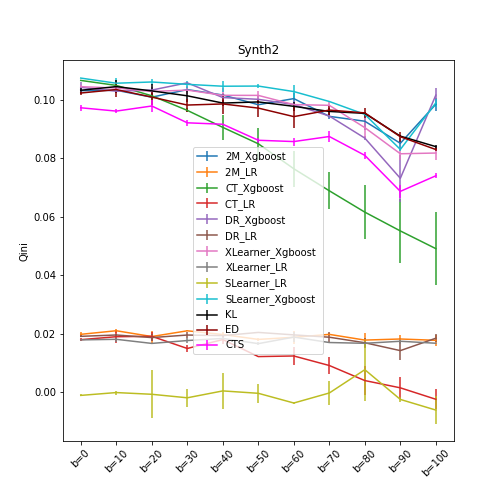 Synth2
Qini
0.10
0.08
0.06
0.04
0.02
0.00
2M_Xgboost
2M_LR
CT_Xgboost
CT_LR
DR_Xgboost
DR_LR
XLearner_Xgboost
XLearner_LR
SLearner_LR
SLearner_Xgboost
KL
ED
CTS
b=0
b=10
b=20
b=30
b=40
b=50
b=60
b=70
b=80
b=90
b=100